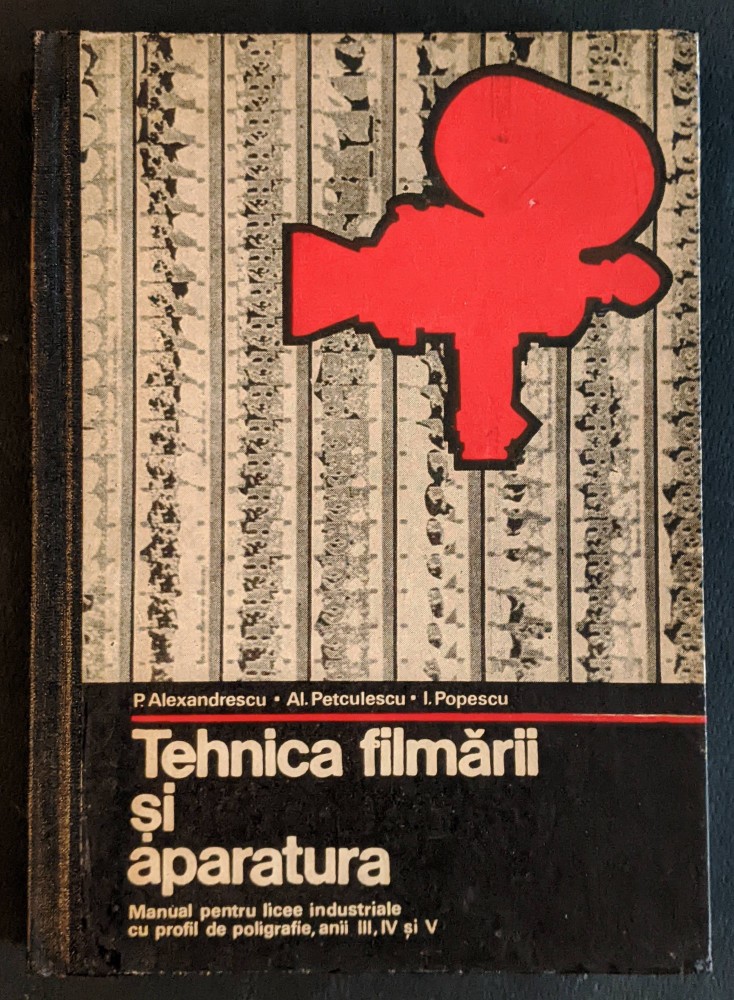 P. Alexandrescu • Al. Petculescu • I. Popescu
Tehnica filmării
și
aparatura
Manual pentru licee industriale
cu profil de poligrafie, anii III, IV și V